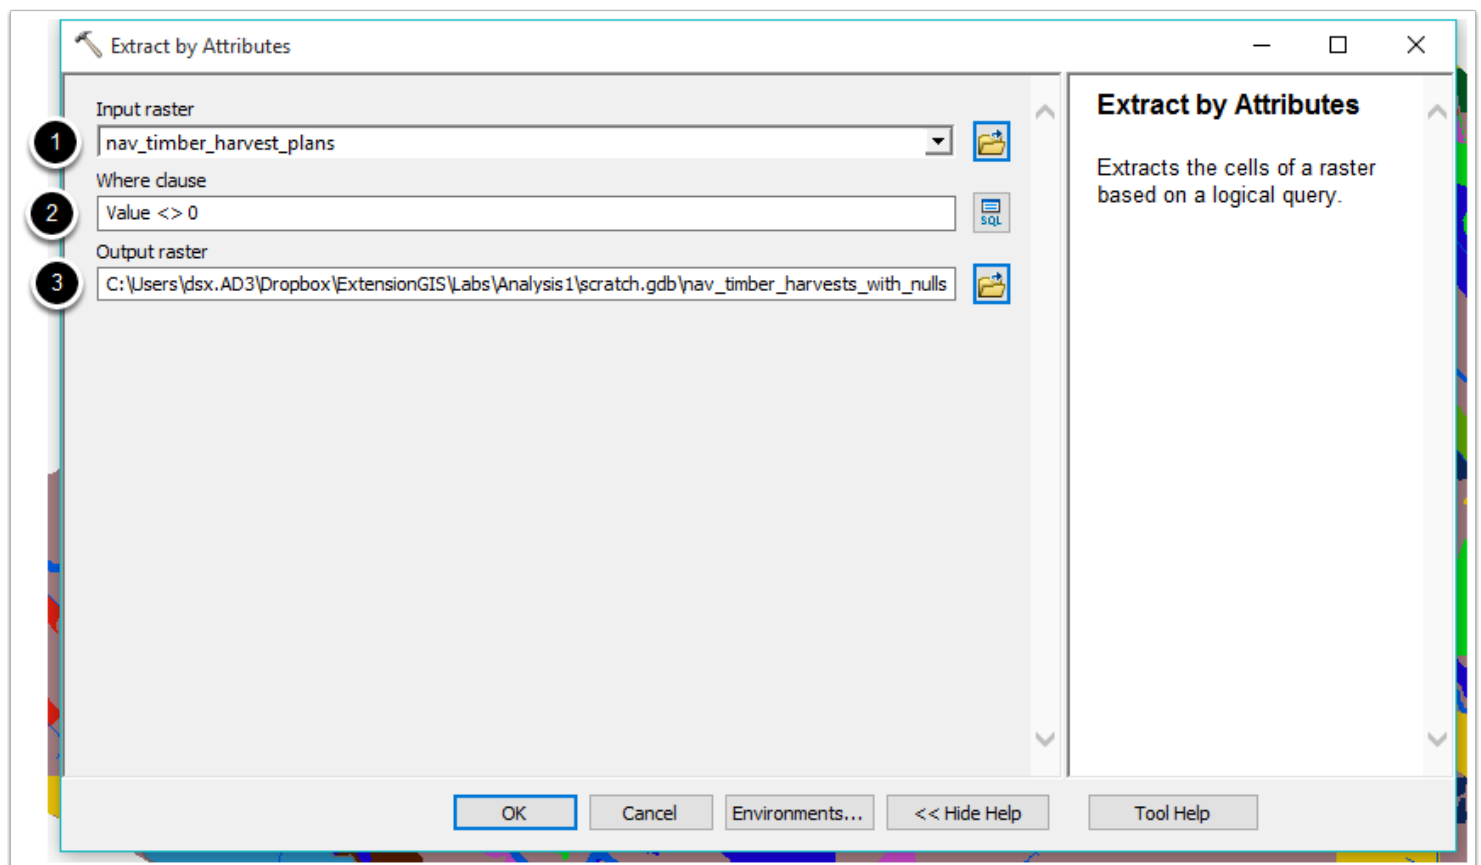 Extract by Attributes
Input raster
1
nav_timber_harvest_plans
Where clause
2
Value <> 0
SQL
Output raster
3
C:\Users\dsx.AD3\Dropbox\ExtensionGIS\Labs\Analysis1\scratch.gdb\nav_timber_harvests_with_nulls
OK
Cancel
Environments...
<< Hide Help
Extract by Attributes
Extracts the cells of a raster
based on a logical query.
Tool Help